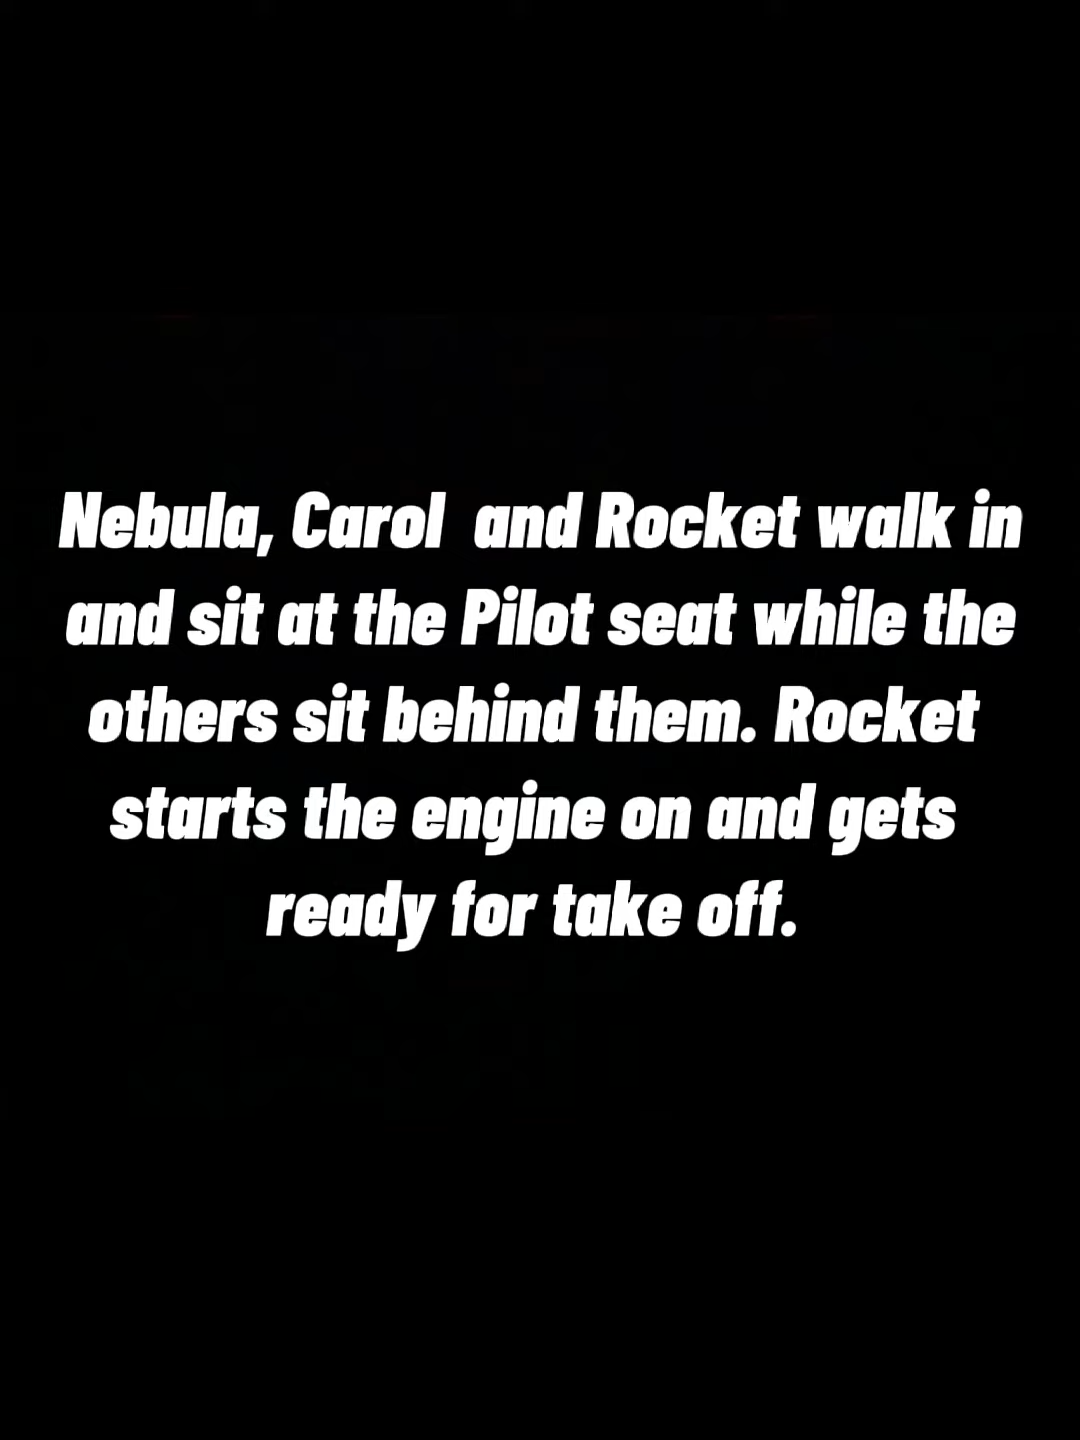 Nebula, Carol  and Rocket walk in
and sit at the Pilot seat while the
others sit behind them. Rocket
starts the engine on and gets
ready for take off.